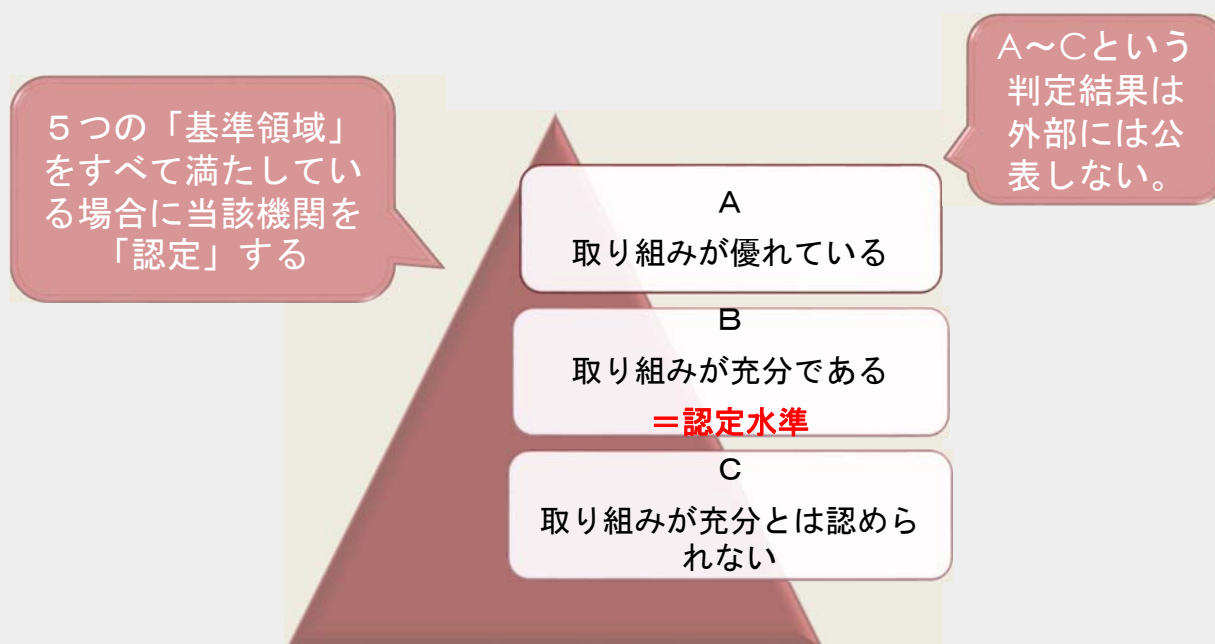 ５つの「基準領域」
をすべて満たしてい
る場合に当該機関を
「認定」する
A～Cという
判定結果は
外部には公
表しない。
A
取り組みが優れている
B
取り組みが充分である
＝認定水準
C
取り組みが充分とは認めら
れない